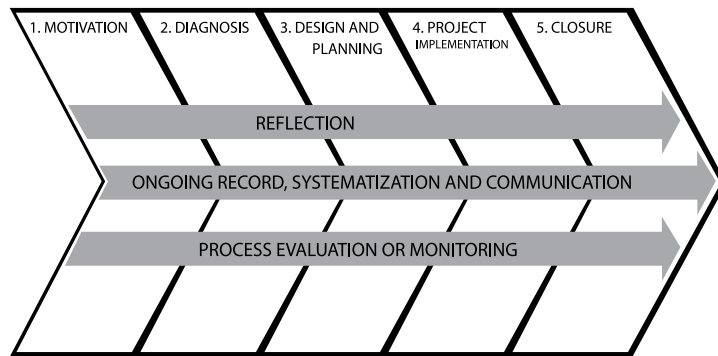 1. MOTIVATION
2. DIAGNOSIS
3. DESIGN AND
PLANNING
4. PROJECT
IMPLEMENTATION
5. CLOSURE
REFLECTION
ONGOING RECORD, SYSTEMATIZATION AND COMMUNICATION
PROCESS EVALUATION OR MONITORING